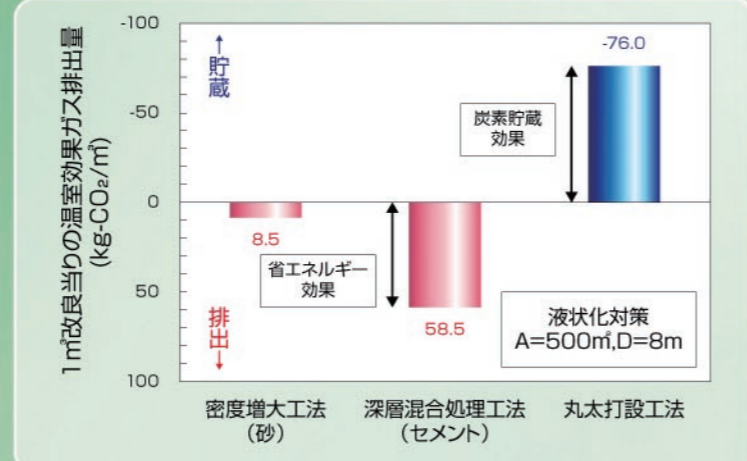 1㎥改良当りの温室効果ガス排出量
(kg-CO₂/㎥)
-100
-50
0
50
100
↑
貯蔵
排出
↓
8.5
省エネルギー
効果
58.5
炭素貯蔵
効果
-76.0
液状化対策
A=500㎡,D=8m
密度増大工法
（砂）
深層混合処理工法
（セメント）
丸太打設工法